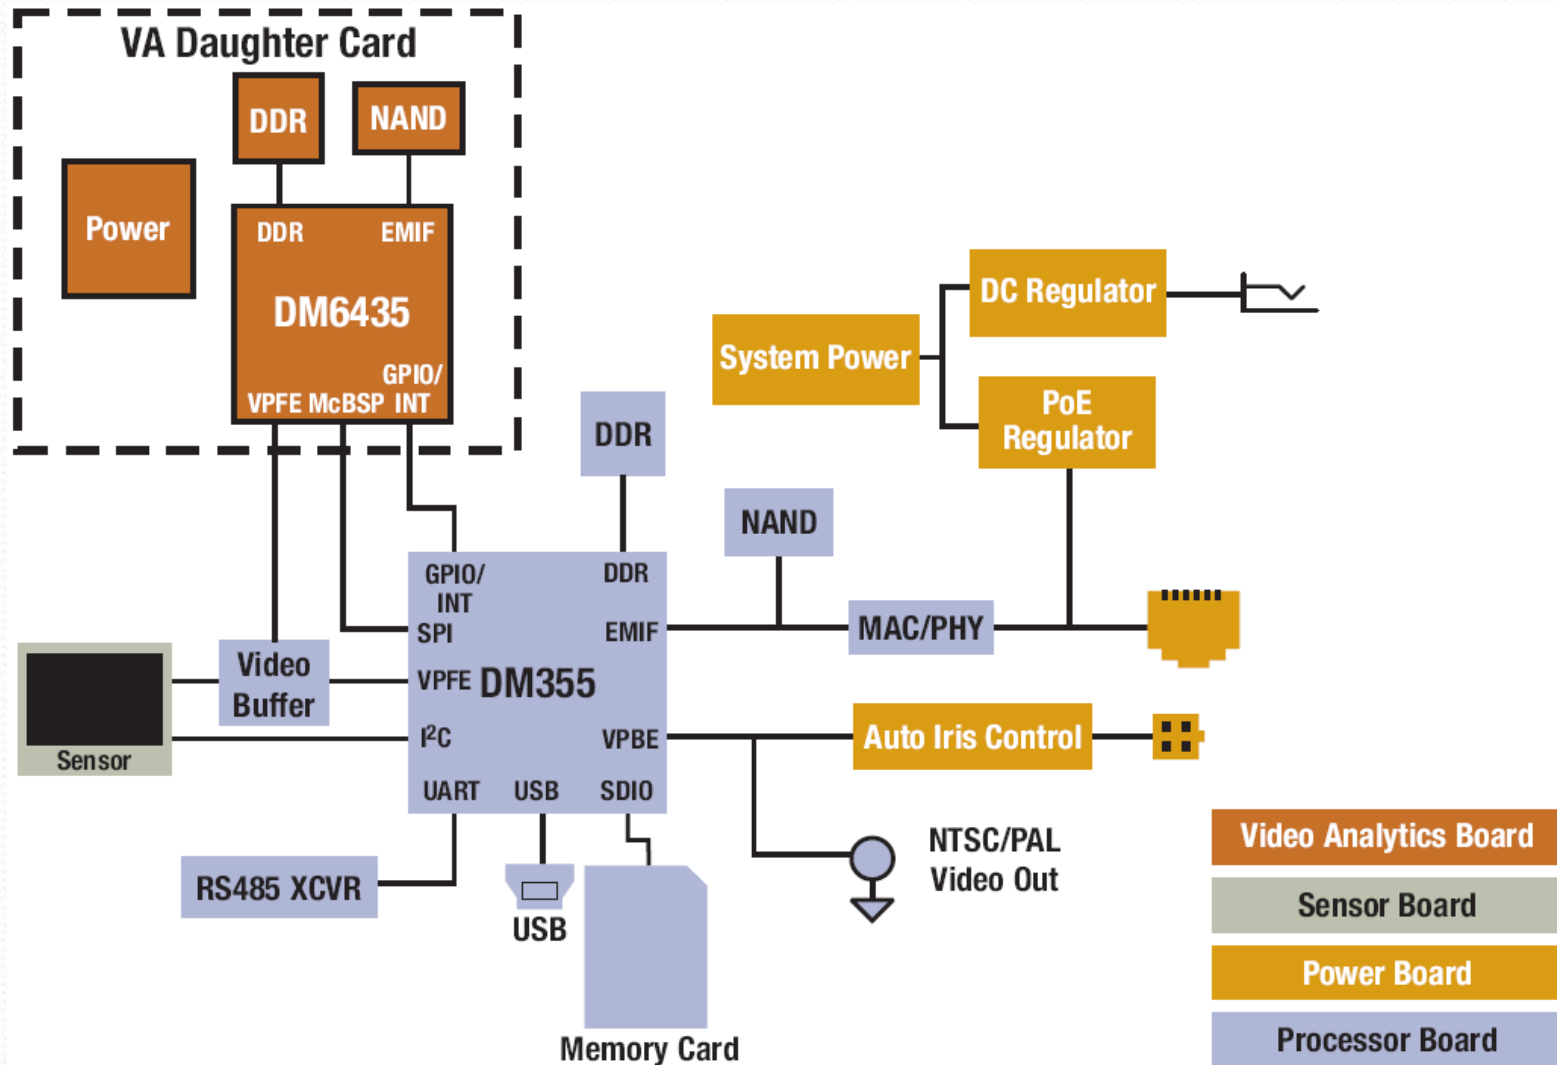 VA Daughter Card
DDR
NAND
Power
DDR EMIF
DM6435
GPIO/
VPFE McBSP INT
DC Regulator
System Power
PoE
Regulator
DDR
NAND
GPIO/
INT
DDR
SPI
EMIF
MAC/PHY
Video
Buffer
VPFE DM355
I²C
VPBE
Auto Iris Control
Sensor
UART USB SDIO
RS485 XCVR
USB
Memory Card
NTSC/PAL
Video Out
Video Analytics Board
Sensor Board
Power Board
Processor Board